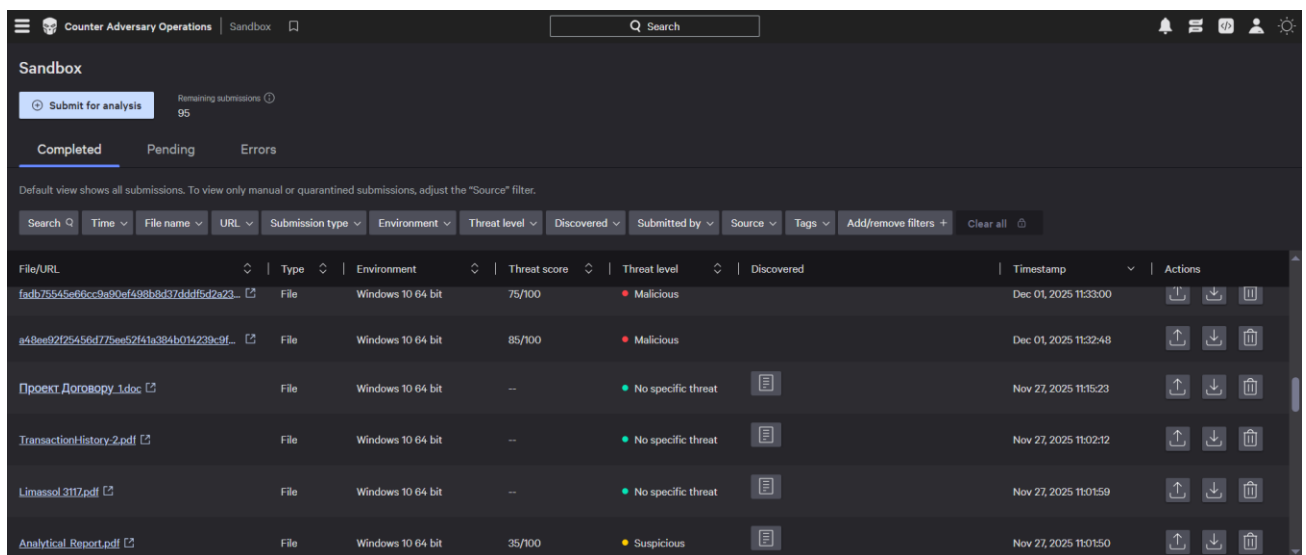 Counter Adversary Operations Sandbox Search
Sandbox
Submit for analysis
Remaining submissions
95
Completed Pending Errors
Default view shows all submissions. To view only manual or quarantined submissions, adjust the “Source” filter.
Search Time File name URL Submission type Environment Threat level Discovered Submitted by Source Tags Add/remove filters + Clear all
File/URL Type Environment Threat score Threat level Discovered Timestamp Actions
fadb75545e66cc9a90ef498b8d37dddf5d2a23... File Windows 10 64 bit 75/100 Malicious Dec 01, 2025 11:33:00
a48ee92f25456d775ee52f41a384b014239c9f... File Windows 10 64 bit 85/100 Malicious Dec 01, 2025 11:32:48
Проект Договору_1.doc File Windows 10 64 bit -- No specific threat Nov 27, 2025 11:15:23
TransactionHistory-2.pdf File Windows 10 64 bit -- No specific threat Nov 27, 2025 11:02:12
Limassol 3117.pdf File Windows 10 64 bit -- No specific threat Nov 27, 2025 11:01:59
Analytical_Report.pdf File Windows 10 64 bit 35/100 Suspicious Nov 27, 2025 11:01:50